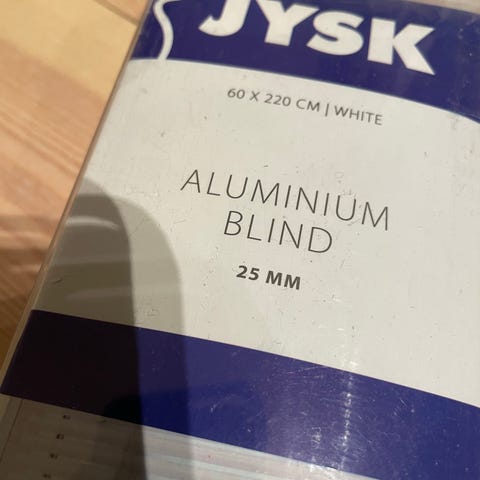 JYSK
60 X 220 CM | WHITE
ALUMINIUM
BLIND
25 MM